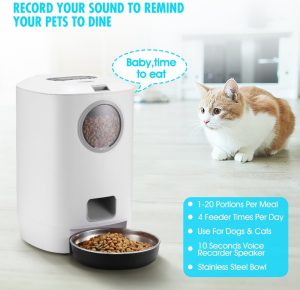 RECORD YOUR SOUND TO REMIND
YOUR PETS TO DINE
Baby,time
to eat
1-20 Portions Per Meal
4 Feeder Times Per Day
Use For Dogs & Cats
10 Seconds Voice
Recorder Speaker
Stainless Steel Bowl